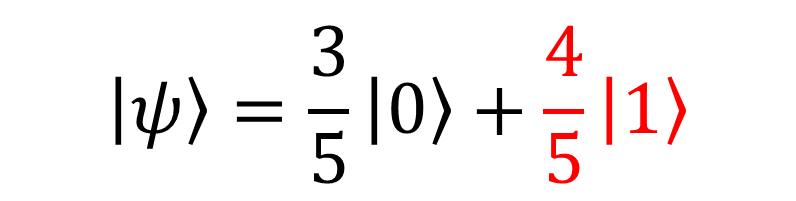 |ψ⟩ = 3/5 |0⟩ + 4/5 |1⟩